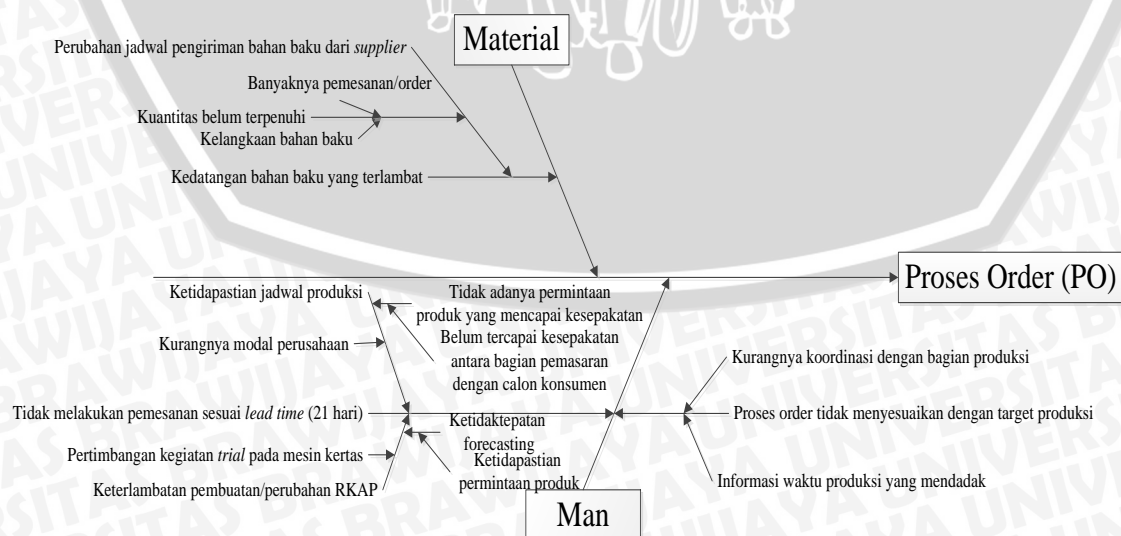 Material
Perubahan jadwal pengiriman bahan baku dari supplier
Banyaknya pemesanan/order
Kuantitas belum terpenuhi
Kelangkaan bahan baku
Kedatangan bahan baku yang terlambat
Proses Order (PO)
Ketidapastian jadwal produksi
Tidak adanya permintaan
produk yang mencapai kesepakatan
Belum tercapai kesepakatan
antara bagian pemasaran
dengan calon konsumen
Kurangnya modal perusahaan
Kurangnya koordinasi dengan bagian produksi
Tidak melakukan pemesanan sesuai lead time (21 hari)
Proses order tidak menyesuaikan dengan target produksi
Ketidaktepatan
forecasting
Ketidapastian
permintaan produk
Pertimbangan kegiatan trial pada mesin kertas
Keterlambatan pembuatan/perubahan RKAP
Informasi waktu produksi yang mendadak
Man